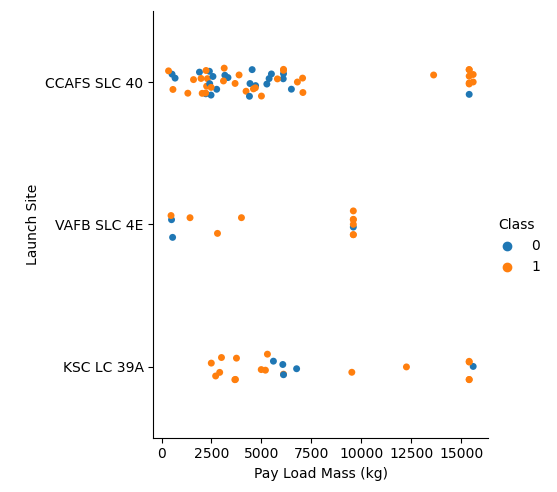 CCAFS SLC 40
VAFB SLC 4E
KSC LC 39A
Launch Site
0 2500 5000 7500 10000 12500 15000
Pay Load Mass (kg)
Class
0
1